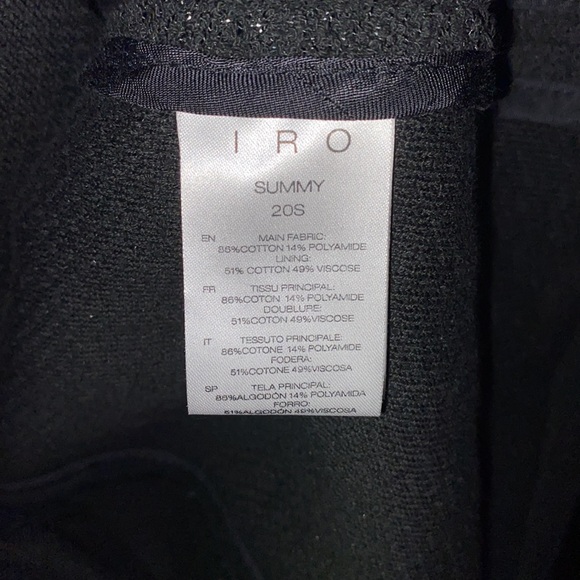 IRO
SUMMY
20S
EN MAIN FABRIC:
86%COTTON 14% POLYAMIDE
LINING:
51% COTTON 49% VISCOSE
FR TISSU PRINCIPAL:
86%COTON 14% POLYAMIDE
DOUBLURE:
51%COTON 49%VISCOSE
IT TESSUTO PRINCIPALE:
86%COTONE 14% POLYAMIDE
FODERA:
51%COTONE 49%VISCOSA
SP TELA PRINCIPAL:
86%ALGODÓN 14% POLYAMIDA
FORRO:
51%ALGODÓN 49%VISCOSA